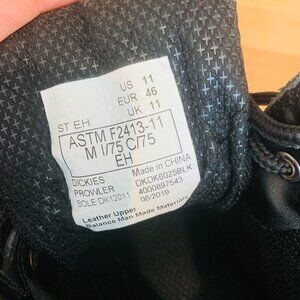 US 11
EUR 46
ST EH UK 11
ASTM F2413-11
M I/75 C/75
EH
DICKIES Made in CHINA
PROWLER DKDK6025BLK
SOLE DK12011 4000897543
06/2019
Leather Upper
Balance Man Made Materials